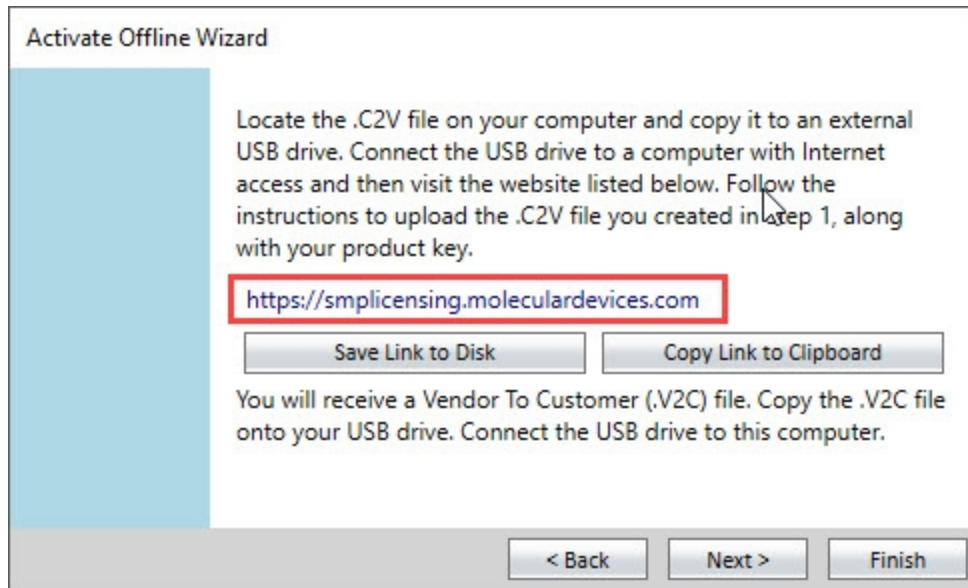 Activate Offline Wizard
Locate the .C2V file on your computer and copy it to an external
USB drive. Connect the USB drive to a computer with Internet
access and then visit the website listed below. Follow the
instructions to upload the .C2V file you created in step 1, along
with your product key.
https://smplicensing.moleculardevices.com
Save Link to Disk
Copy Link to Clipboard
You will receive a Vendor To Customer (.V2C) file. Copy the .V2C file
onto your USB drive. Connect the USB drive to this computer.
< Back
Next >
Finish